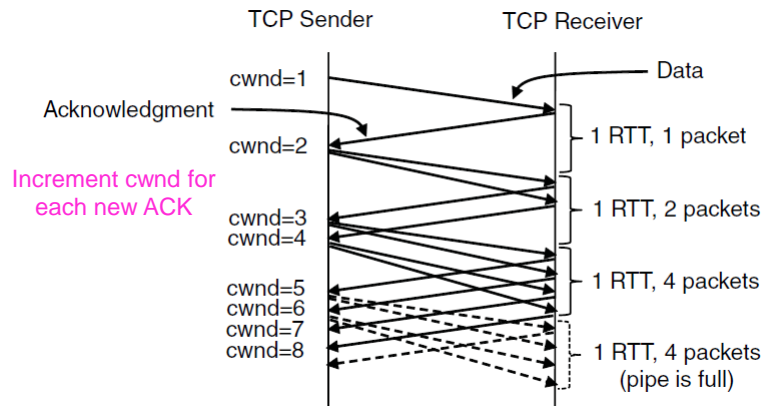 TCP Sender
TCP Receiver
cwnd=1
Data
Acknowledgment
1 RTT, 1 packet
cwnd=2
Increment cwnd for
each new ACK
1 RTT, 2 packets
cwnd=3
cwnd=4
1 RTT, 4 packets
cwnd=5
cwnd=6
cwnd=7
cwnd=8
1 RTT, 4 packets
(pipe is full)